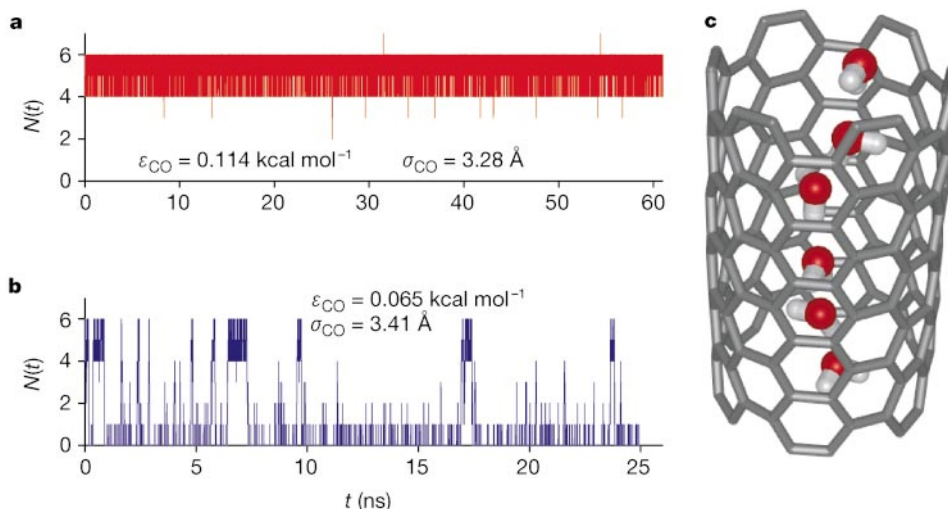 a
6
4
2
0
N(t)
ε_CO = 0.114 kcal mol⁻¹ σ_CO = 3.28 Å
0 10 20 30 40 50 60
b
6
4
2
0
N(t)
ε_CO = 0.065 kcal mol⁻¹
σ_CO = 3.41 Å
0 5 10 15 20 25
t (ns)
c